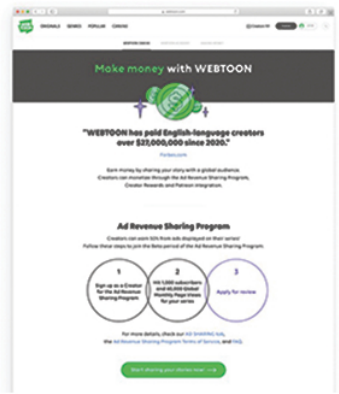 ORIGINALS GENRES POPULAR CANVAS
Make money with WEBTOON
"WEBTOON has paid English-language creators
over $27,000,000 since 2020."
Forbes.com
Earn money by sharing your story with a global audience.
Creators can monetize through the Ad Revenue Sharing Program,
Creator Rewards and Patreon integration.
Ad Revenue Sharing Program
Creators can earn 50% from ads displayed on their series!
Follow these steps to join the Beta period of the Ad Revenue Sharing Program:
1
Sign up as a Creator
for the Ad Revenue
Sharing Program
2
Hit 1,000 subscribers
and 40,000 Global
Monthly Page Views
for your series
3
Apply for review
For more details, check our AD SHARING
the Ad Revenue Sharing Program Terms of Service, and FAQ.
Start sharing your stories now!